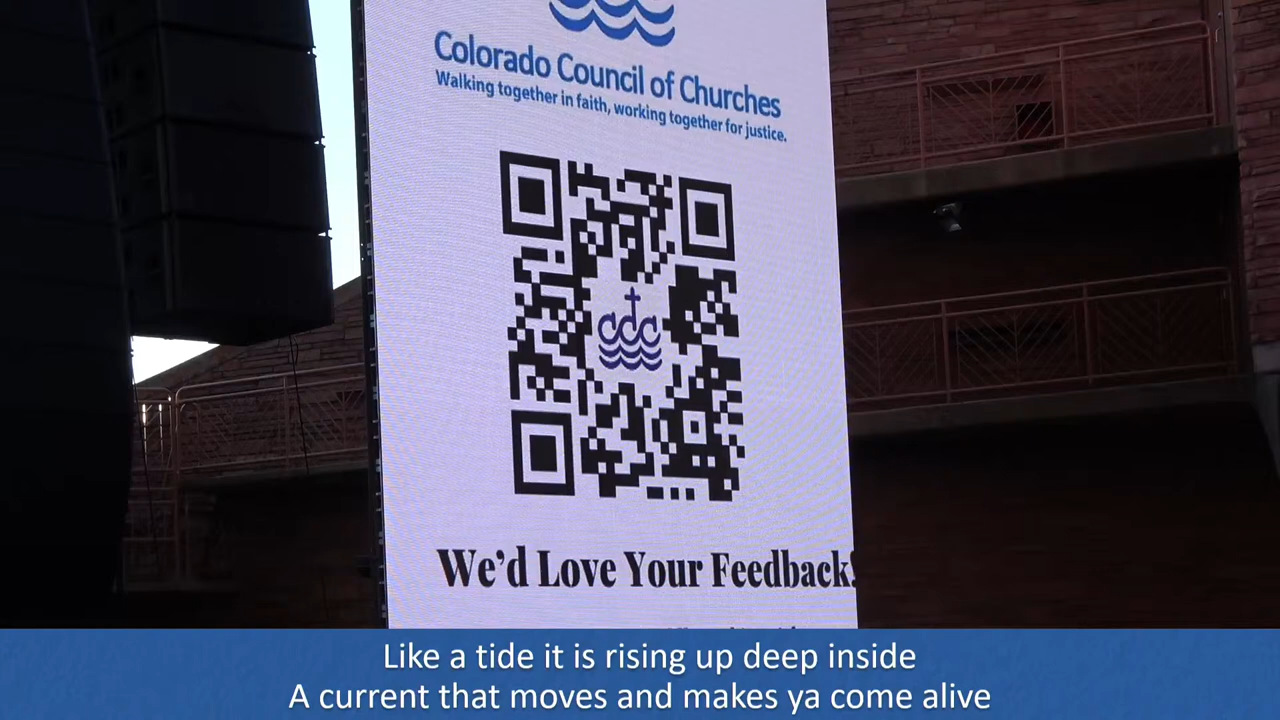 Colorado Council of Churches
Walking together in faith, working together for justice.
ccc
We'd Love Your Feedback!
Like a tide it is rising up deep inside
A current that moves and makes ya come alive